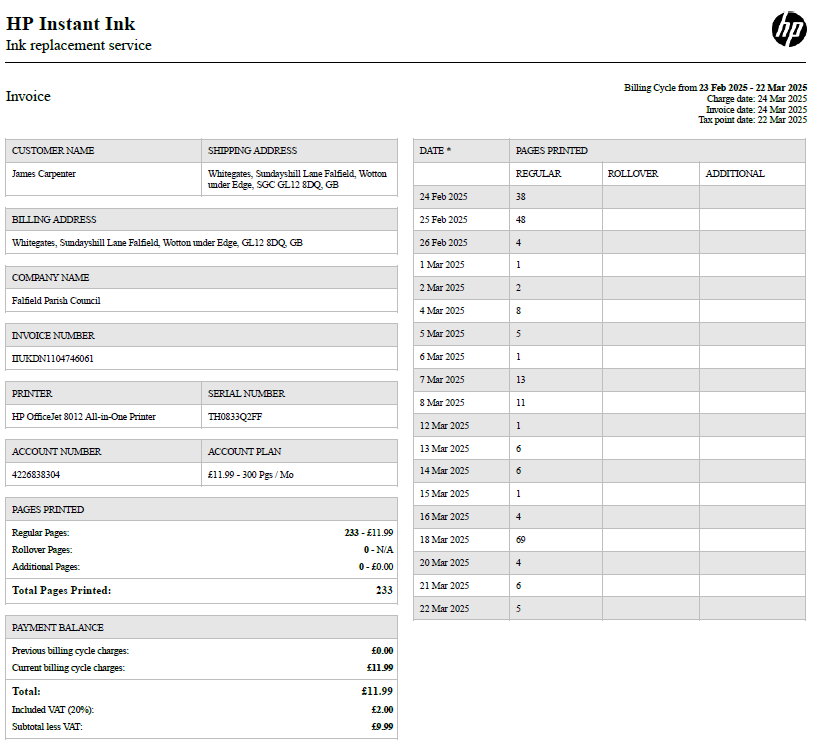 HP Instant Ink
Ink replacement service
hp
Invoice
Billing Cycle from 23 Feb 2025 - 22 Mar 2025
Charge date: 24 Mar 2025
Invoice date: 24 Mar 2025
Tax point date: 22 Mar 2025
CUSTOMER NAME SHIPPING ADDRESS
James Carpenter Whitegates, Sundayshill Lane Falfield, Wotton
under Edge, SGC GL12 8DQ, GB
BILLING ADDRESS
Whitegates, Sundayshill Lane Falfield, Wotton under Edge, GL12 8DQ, GB
COMPANY NAME
Falfield Parish Council
INVOICE NUMBER
IIUKDN1104746061
PRINTER SERIAL NUMBER
HP OfficeJet 8012 All-in-One Printer TH0833Q2FF
ACCOUNT NUMBER ACCOUNT PLAN
4226838304 £11.99 - 300 Pgs / Mo
PAGES PRINTED
Regular Pages: 233 - £11.99
Rollover Pages: 0 - N/A
Additional Pages: 0 - £0.00
Total Pages Printed: 233
PAYMENT BALANCE
Previous billing cycle charges: £0.00
Current billing cycle charges: £11.99
Total: £11.99
Included VAT (20%): £2.00
Subtotal less VAT: £9.99
DATE * PAGES PRINTED
REGULAR ROLLOVER ADDITIONAL
24 Feb 2025 38
25 Feb 2025 48
26 Feb 2025 4
1 Mar 2025 1
2 Mar 2025 2
4 Mar 2025 8
5 Mar 2025 5
6 Mar 2025 1
7 Mar 2025 13
8 Mar 2025 11
12 Mar 2025 1
13 Mar 2025 6
14 Mar 2025 6
15 Mar 2025 1
16 Mar 2025 4
18 Mar 2025 69
20 Mar 2025 4
21 Mar 2025 6
22 Mar 2025 5